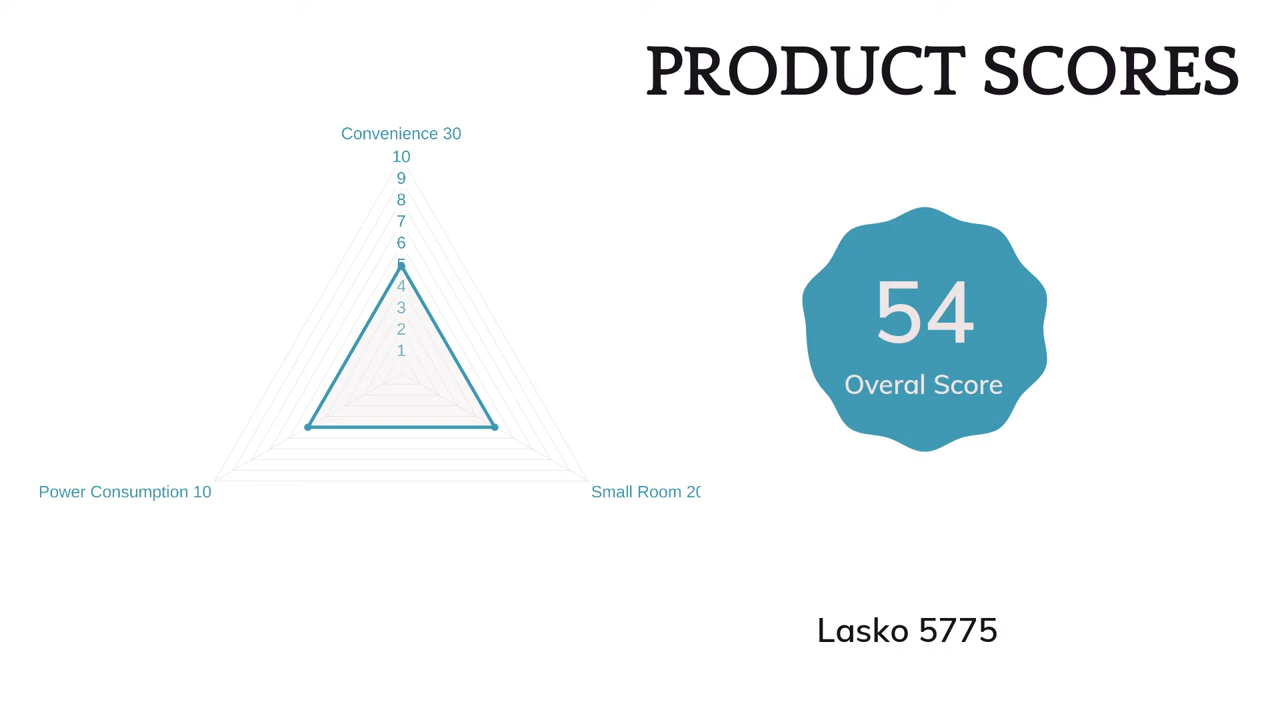 PRODUCT SCORES
Convenience 30
10
9
8
7
6
5
4
3
2
1
Power Consumption 10
Small Room 20
54
Overal Score
Lasko 5775